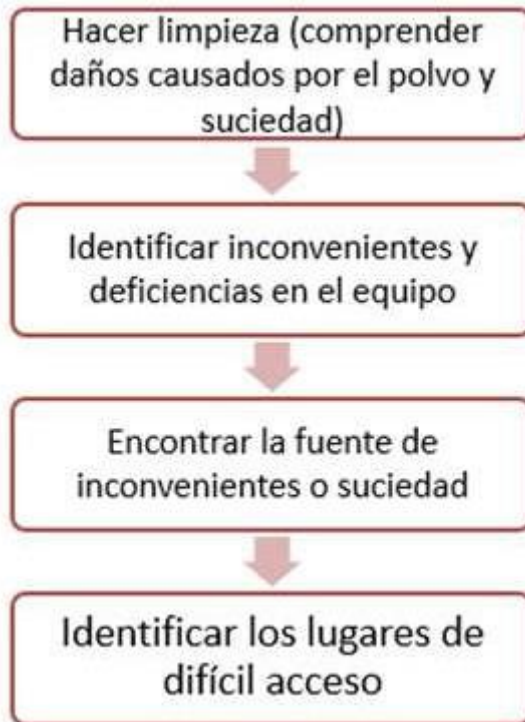 Hacer limpieza (comprender
daños causados por el polvo y
suciedad)
Identificar inconvenientes y
deficiencias en el equipo
Encontrar la fuente de
inconvenientes o suciedad
Identificar los lugares de
difícil acceso